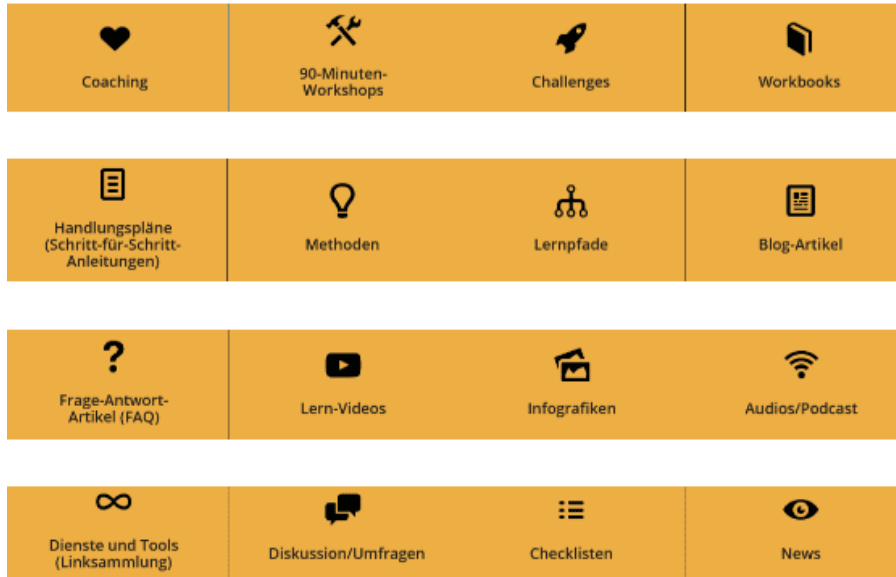 Coaching
90-Minuten-
Workshops
Challenges
Workbooks
Handlungspläne
(Schritt-für-Schritt-
Anleitungen)
Methoden
Lernpfade
Blog-Artikel
Frage-Antwort-
Artikel (FAQ)
Lern-Videos
Infografiken
Audios/Podcast
Dienste und Tools
(Linksammlung)
Diskussion/Umfragen
Checklisten
News